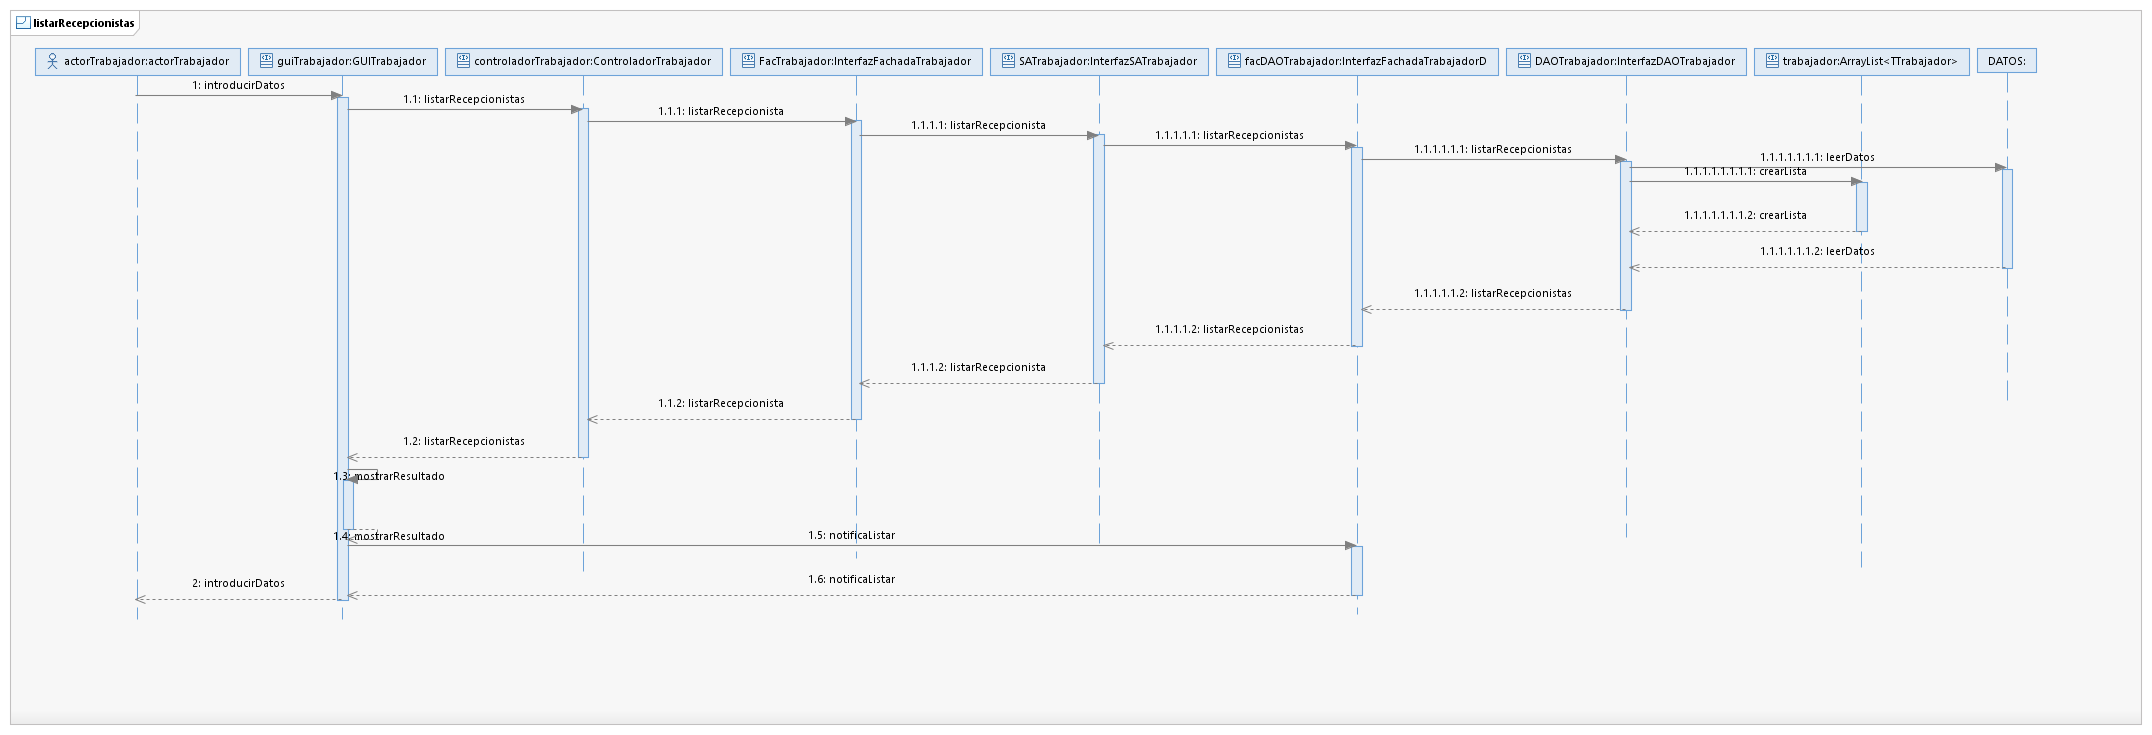 listarRecepcionistas
actorTrabajador:actorTrabajador
guiTrabajador:GUITrabajador
controladorTrabajador:ControladorTrabajador
FacTrabajador:InterfazFachadaTrabajador
SATrabajador:InterfazSATrabajador
facDAOTrabajador:InterfazFachadaTrabajadorD
DAOTrabajador:InterfazDAOTrabajador
trabajador:ArrayList<TTrabajador>
DATOS:
1: introducirDatos
1.1: listarRecepcionistas
1.1.1: listarRecepcionista
1.1.1.1: listarRecepcionista
1.1.1.1.1: listarRecepcionistas
1.1.1.1.1.1: listarRecepcionistas
1.1.1.1.1.1.1: leerDatos
1.1.1.1.1.1.1.1: crearLista
1.1.1.1.1.1.1.2: crearLista
1.1.1.1.1.1.2: leerDatos
1.1.1.1.1.2: listarRecepcionistas
1.1.1.1.2: listarRecepcionistas
1.1.1.2: listarRecepcionista
1.1.2: listarRecepcionista
1.2: listarRecepcionistas
1.3: mostrarResultado
1.4: mostrarResultado
1.5: notificaListar
1.6: notificaListar
2: introducirDatos